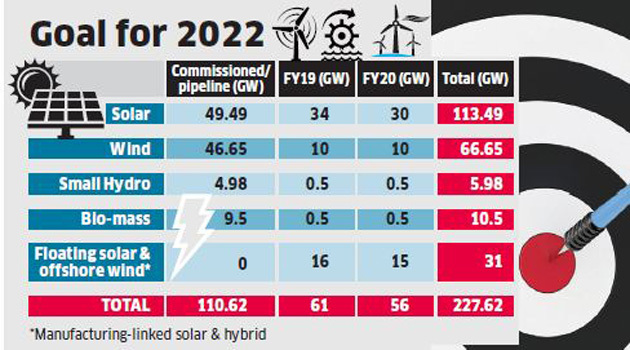 Goal for 2022
Commissioned/ pipeline (GW) FY19 (GW) FY20 (GW) Total (GW)
Solar 49.49 34 30 113.49
Wind 46.65 10 10 66.65
Small Hydro 4.98 0.5 0.5 5.98
Bio-mass 9.5 0.5 0.5 10.5
Floating solar & offshore wind* 0 16 15 31
TOTAL 110.62 61 56 227.62
*Manufacturing-linked solar & hybrid